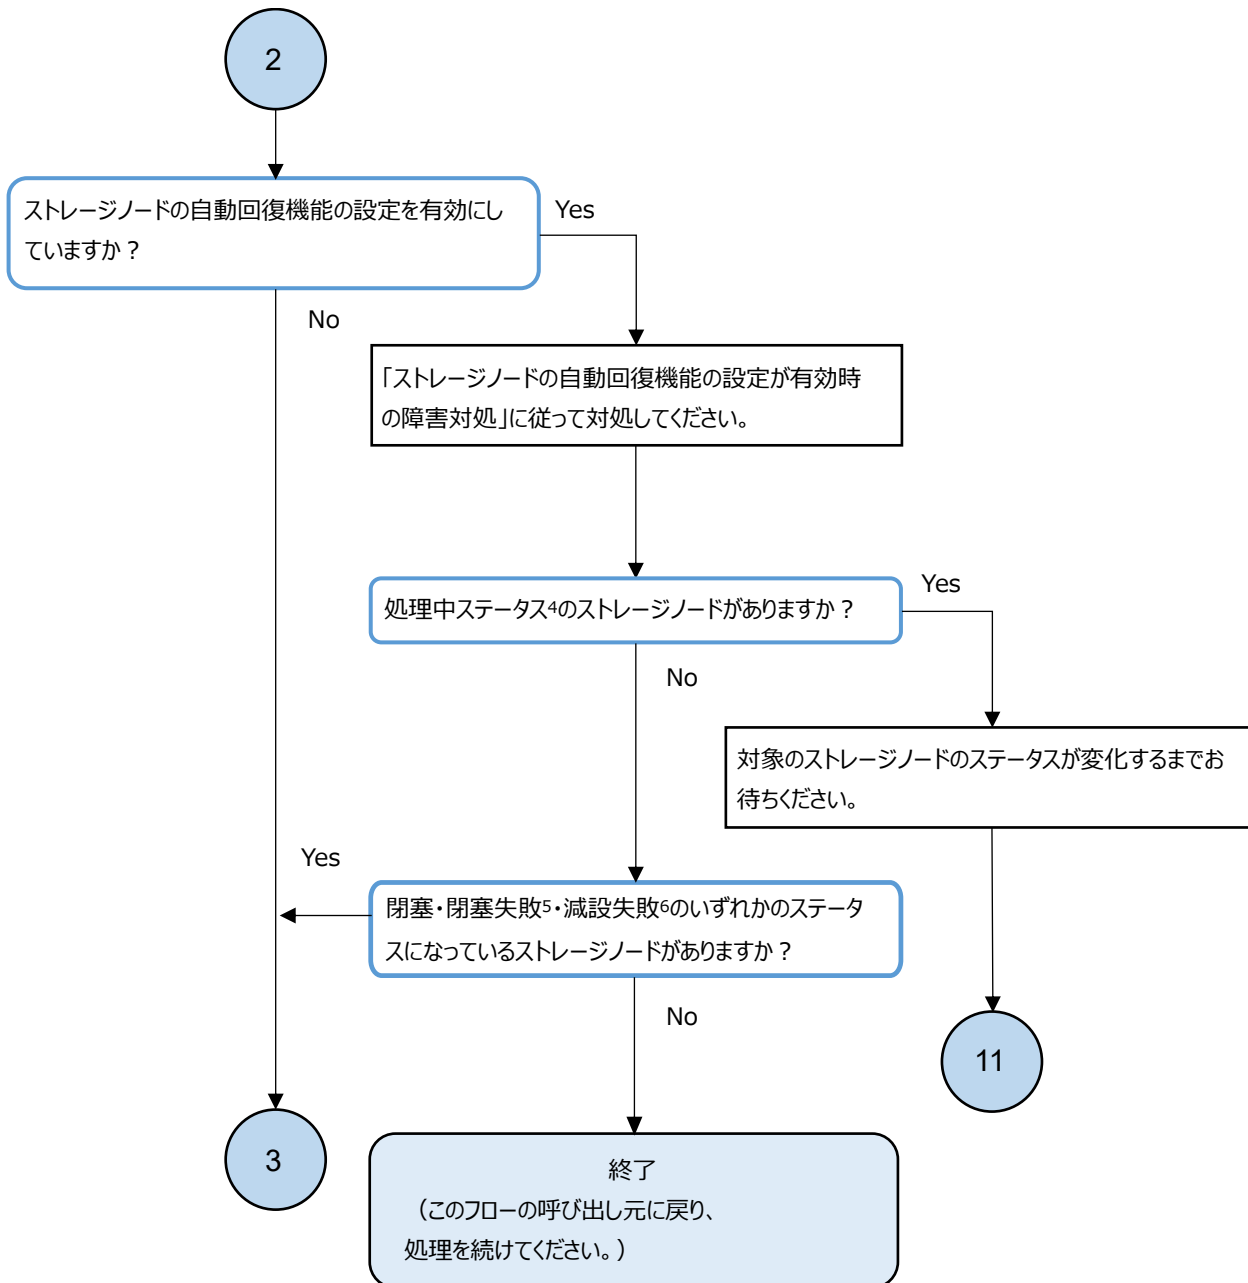 2
ストレージノードの自動回復機能の設定を有効にし
ていますか？
Yes
No
「ストレージノードの自動回復機能の設定が有効時
の障害対処」に従って対処してください。
処理中ステータス4のストレージノードがありますか？
Yes
No
対象のストレージノードのステータスが変化するまでお
待ちください。
Yes
閉塞・閉塞失敗5・減設失敗6のいずれかのステータ
スになっているストレージノードがありますか？
No
11
3
終了
（このフローの呼び出し元に戻り、
処理を続けてください。）